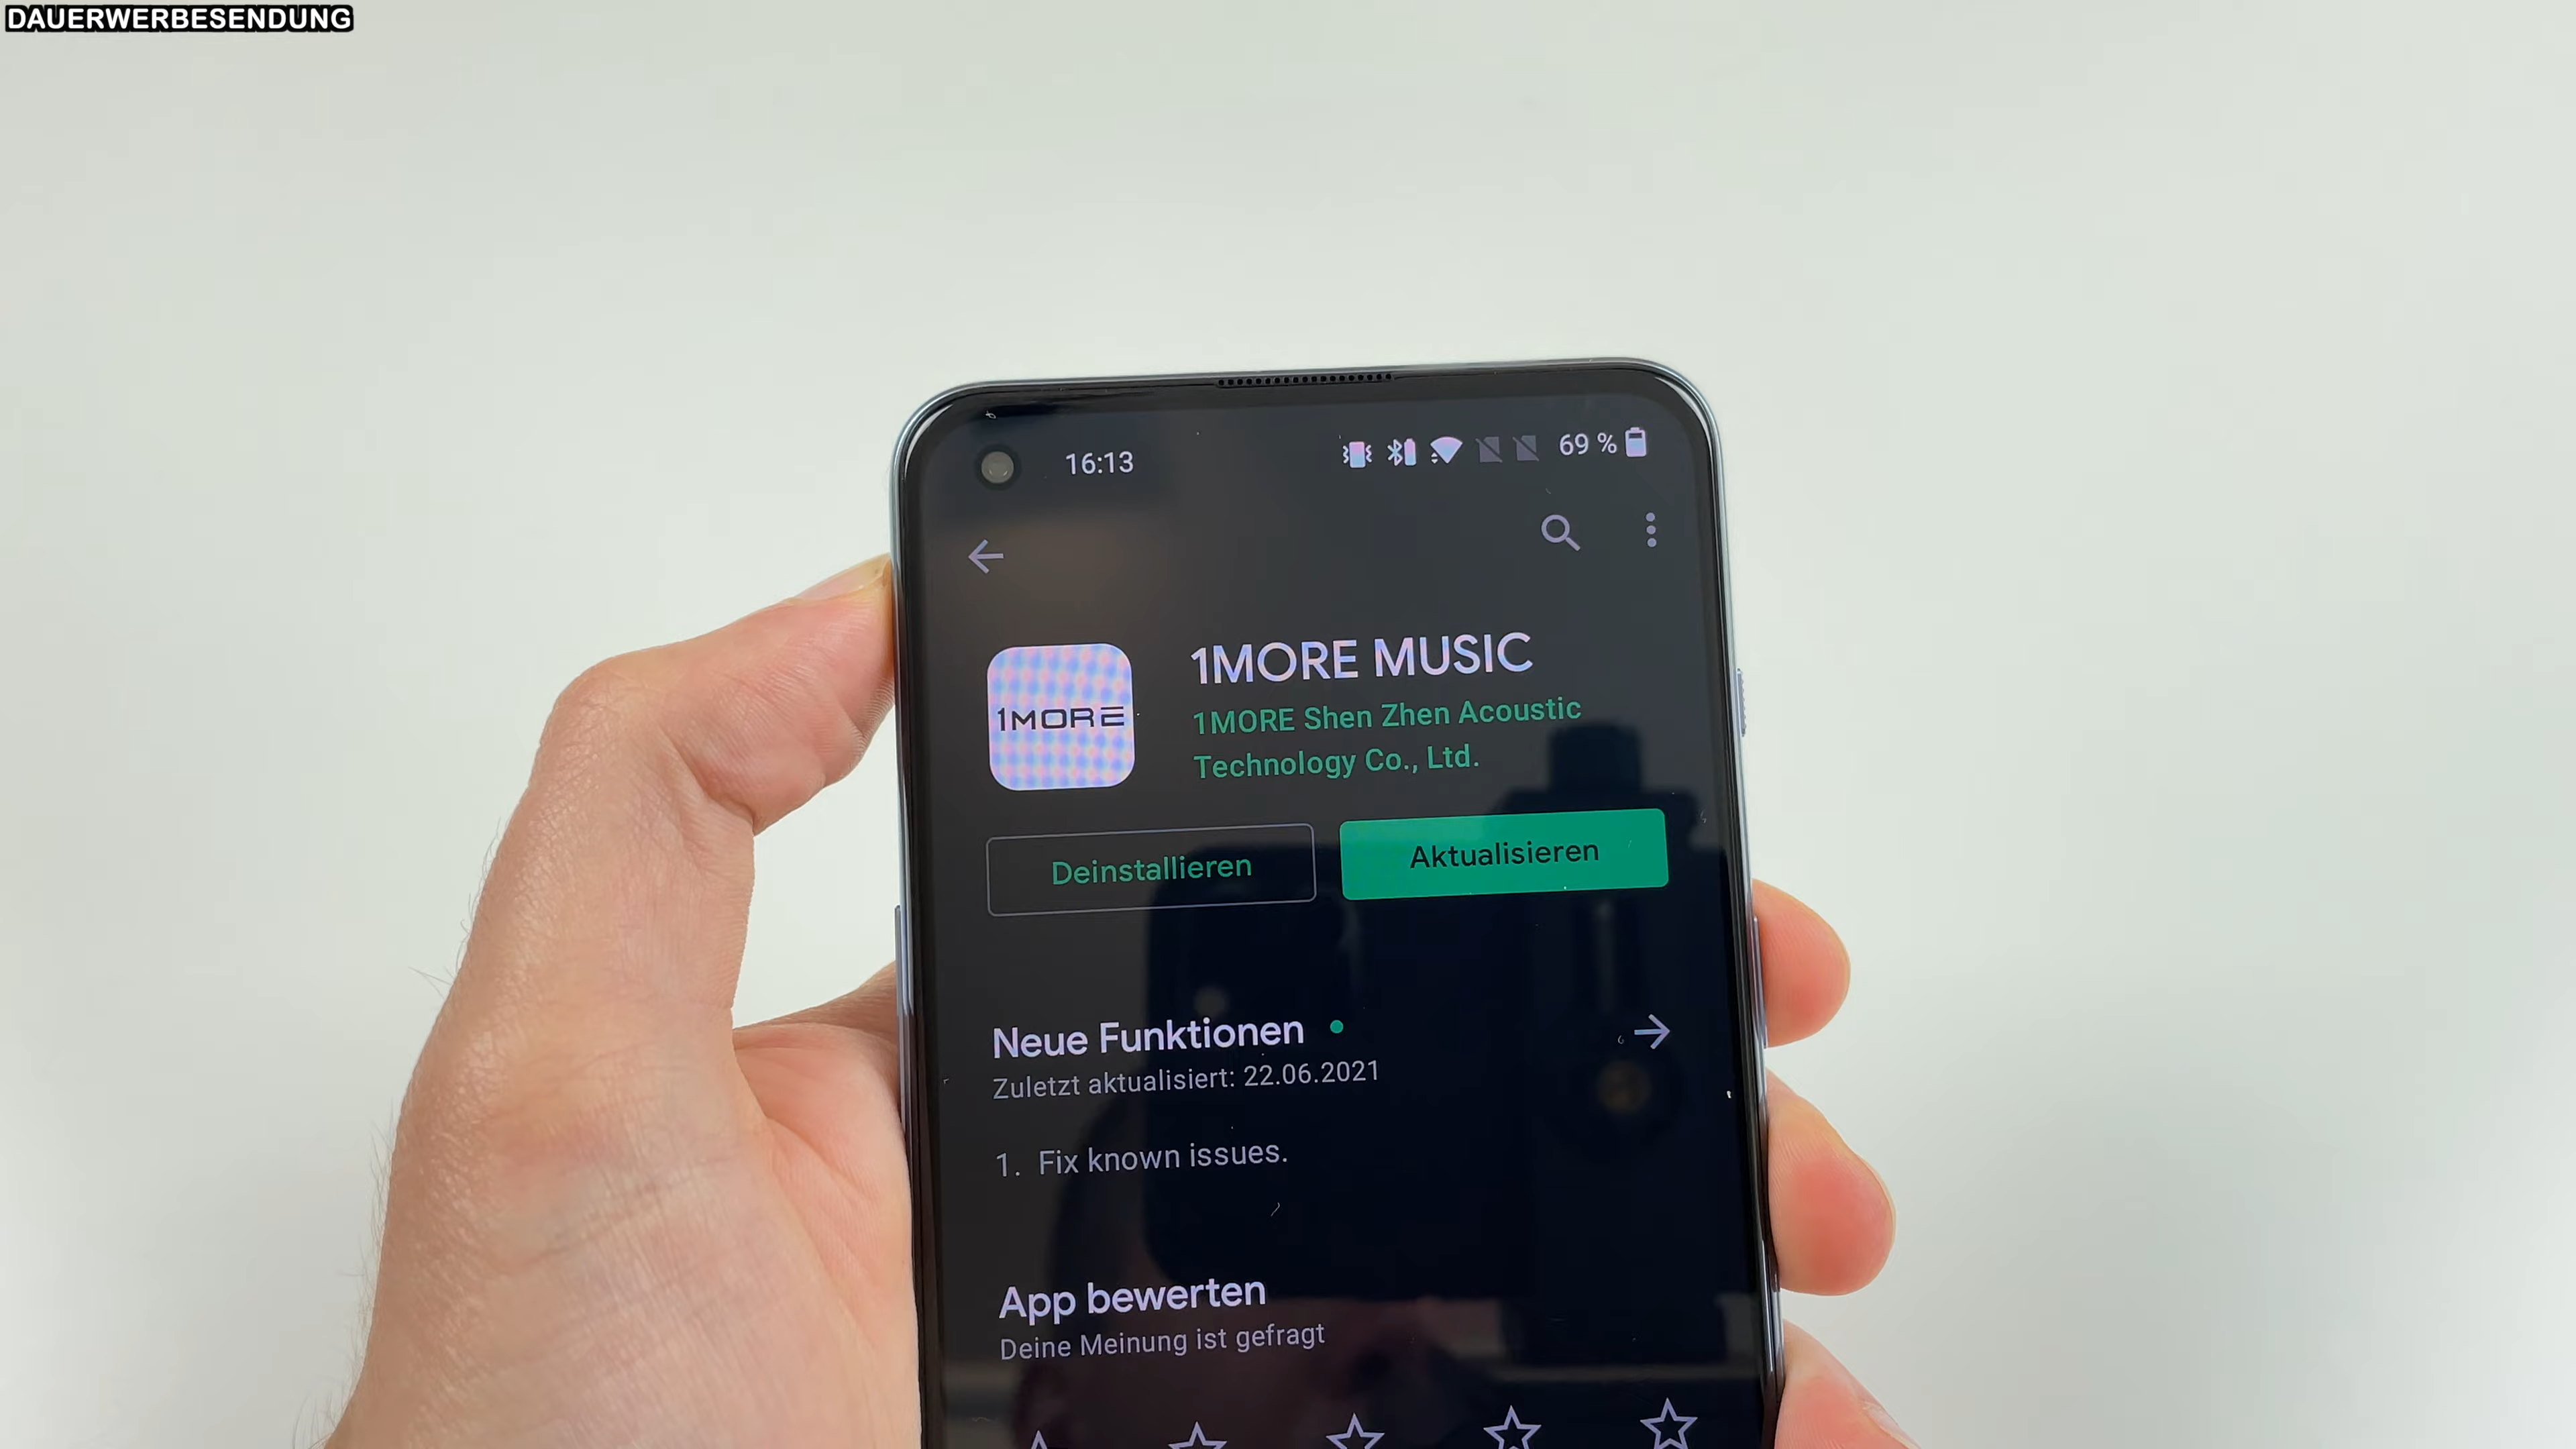 DAUERWERBESENDUNG
16:13
69 %
1MORE
1MORE MUSIC
1MORE Shen Zhen Acoustic
Technology Co., Ltd.
Deinstallieren
Aktualisieren
Neue Funktionen
Zuletzt aktualisiert: 22.06.2021
1. Fix known issues.
App bewerten
Deine Meinung ist gefragt